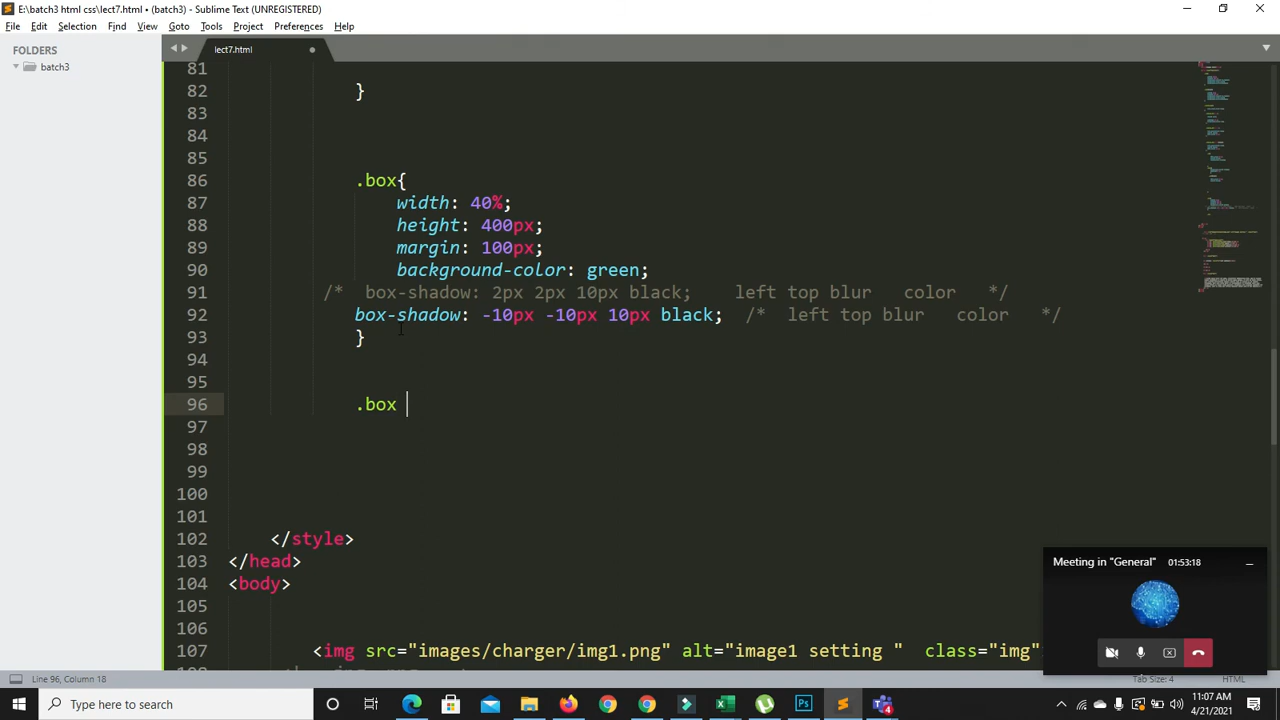 E:\batch3 html css\lect7.html • (batch3) - Sublime Text (UNREGISTERED)
File Edit Selection Find View Goto Tools Project Preferences Help
FOLDERS
batch3
lect7.html
81
82 }
83
84
85
86 .box{
87 width: 40%;
88 height: 400px;
89 margin: 100px;
90 background-color: green;
91 /* box-shadow: 2px 2px 10px black; left top blur color */
92 box-shadow: -10px -10px 10px black; /* left top blur color */
93 }
94
95
96 .box
97
98
99
100
101
102 </style>
103 </head>
104 <body>
105
106
107 <img src="images/charger/img1.png" alt="image1 setting " class="img"
Meeting in "General" 01:53:18
Line 96, Column 18
Tab Size: 4
HTML
Type here to search
11:07 AM
4/21/2021